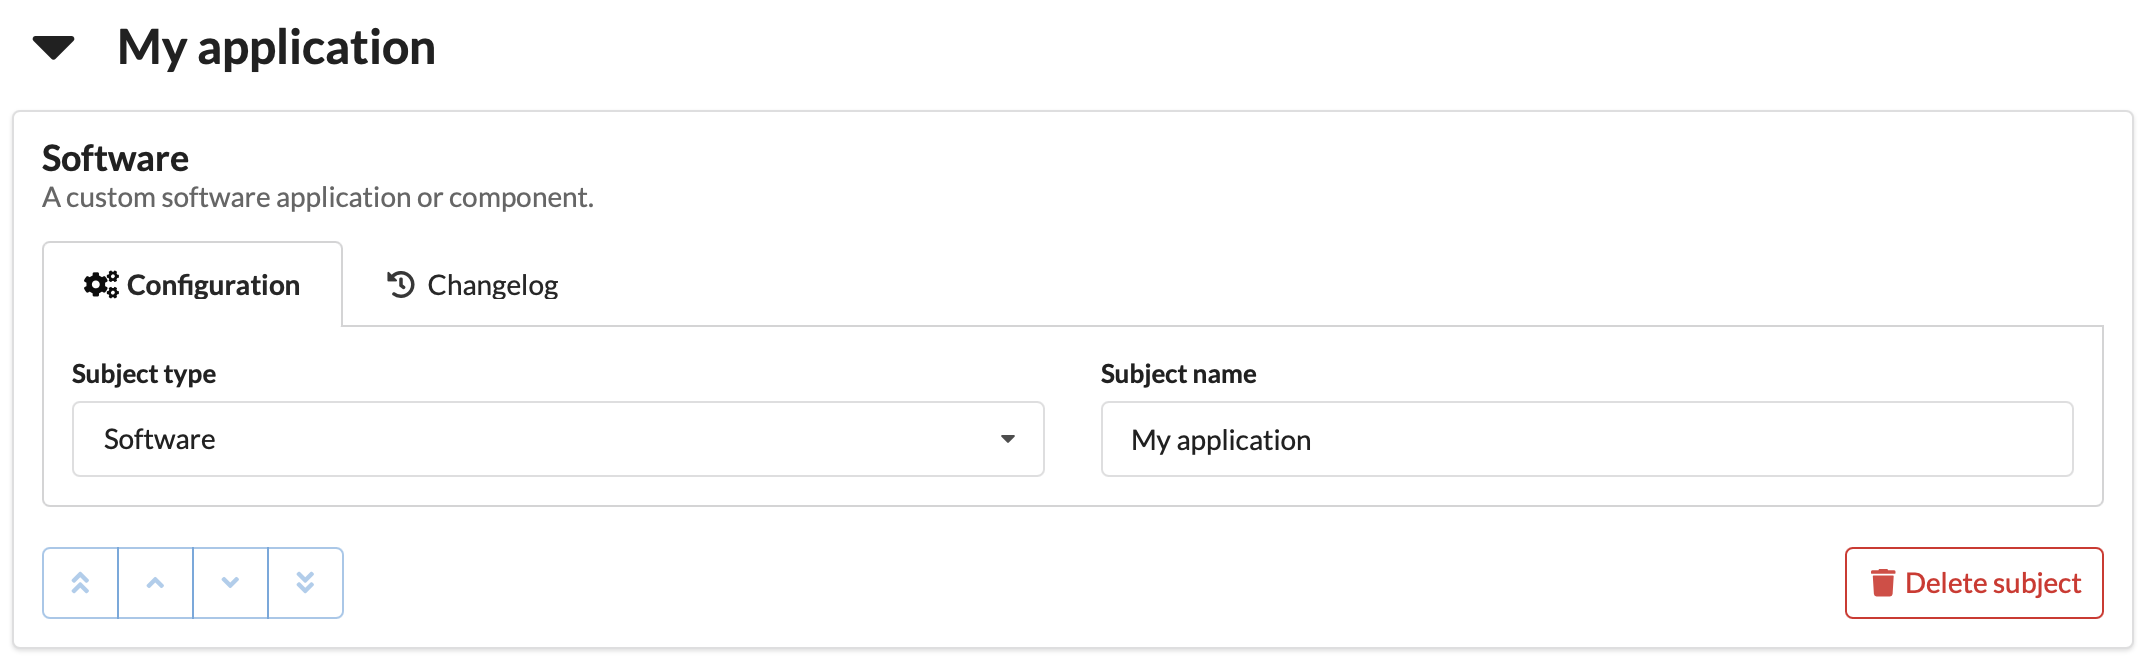 My application
Software
A custom software application or component.
Configuration Changelog
Subject type Subject name
Software My application
Delete subject